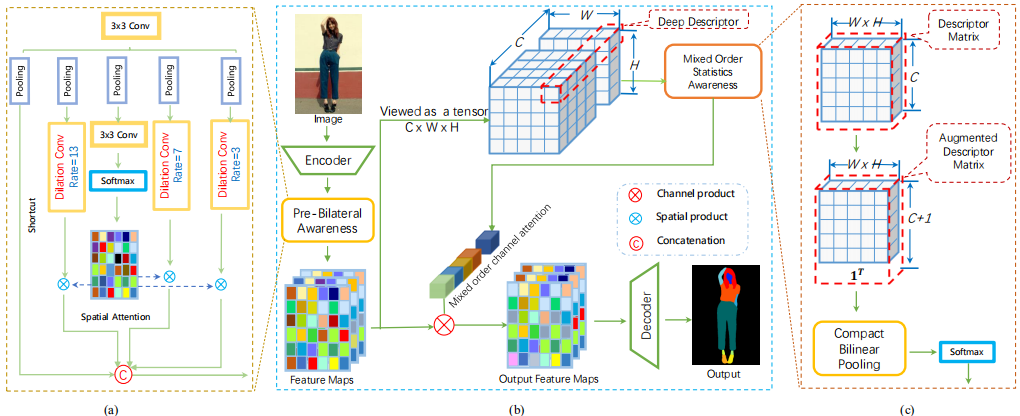 3x3 Conv
Pooling
Pooling
Pooling
Pooling
Pooling
Dilation Conv
Rate=13
3x3 Conv
Softmax
Dilation Conv
Rate=7
Dilation Conv
Rate=3
Shortcut
Spatial Attention
C
(a)
Image
Encoder
Pre-Bilateral
Awareness
Feature Maps
Viewed as a tensor
C x W x H
C
W
H
Deep Descriptor
Mixed Order
Statistics
Awareness
Channel product
Spatial product
C
Concatenation
Mixed order channel attention
Output Feature Maps
Decoder
Output
(b)
W x H
Descriptor
Matrix
C
W x H
Augmented
Descriptor
Matrix
C+1
1ᵀ
Compact
Bilinear
Pooling
Softmax
(c)